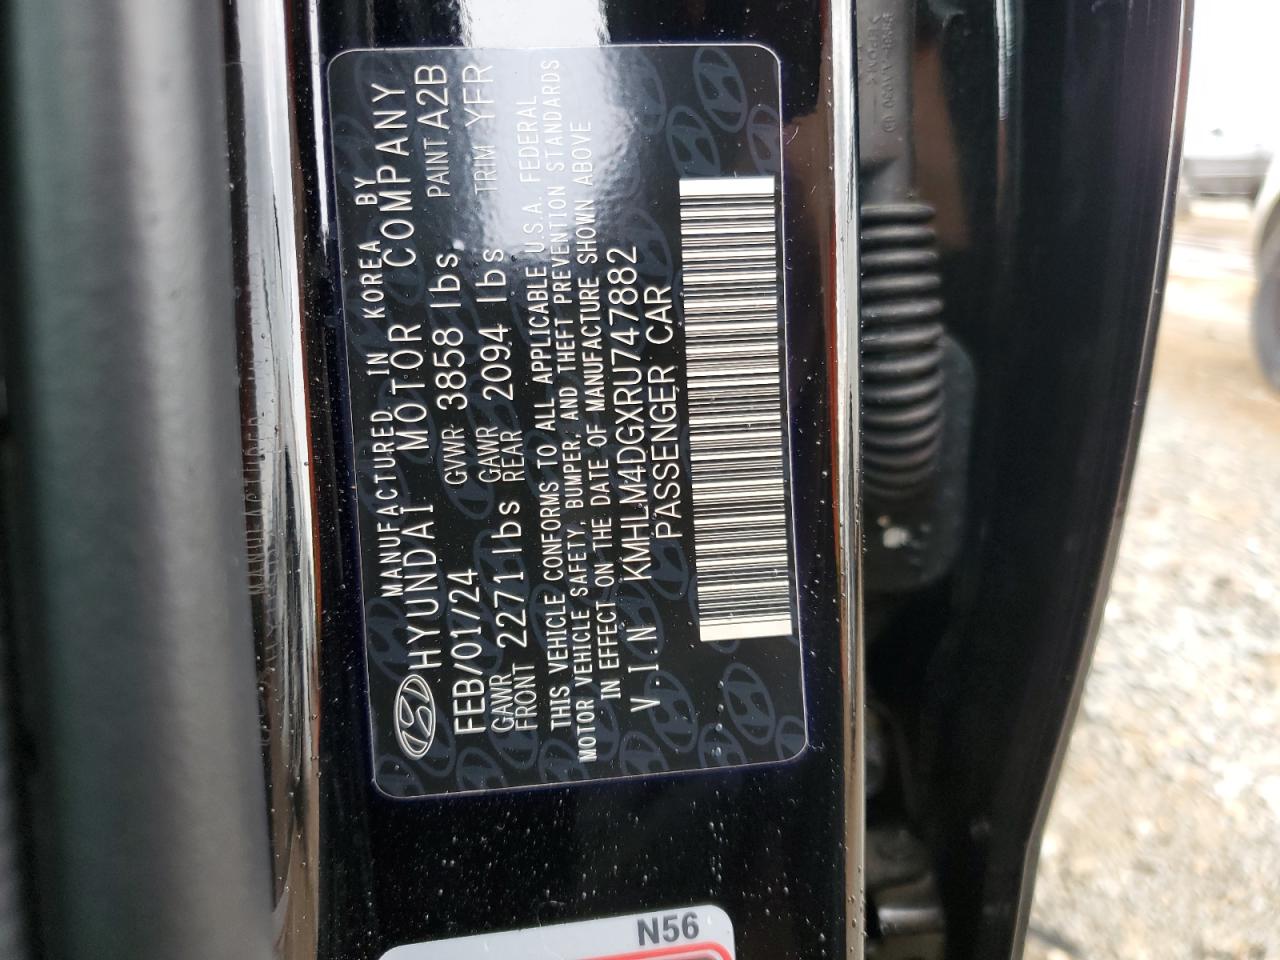 MANUFACTURED IN KOREA BY
HYUNDAI MOTOR COMPANY
FEB/01/24 GVWR 3858 lbs PAINT A2B
GAWR FRONT 2271 lbs GAWR REAR 2094 lbs TRIM YFR
THIS VEHICLE CONFORMS TO ALL APPLICABLE U.S.A. FEDERAL
MOTOR VEHICLE SAFETY, BUMPER, AND THEFT PREVENTION STANDARDS
IN EFFECT ON THE DATE OF MANUFACTURE SHOWN ABOVE
V.I.N KMHLM4DGXRU747882
PASSENGER CAR
N56